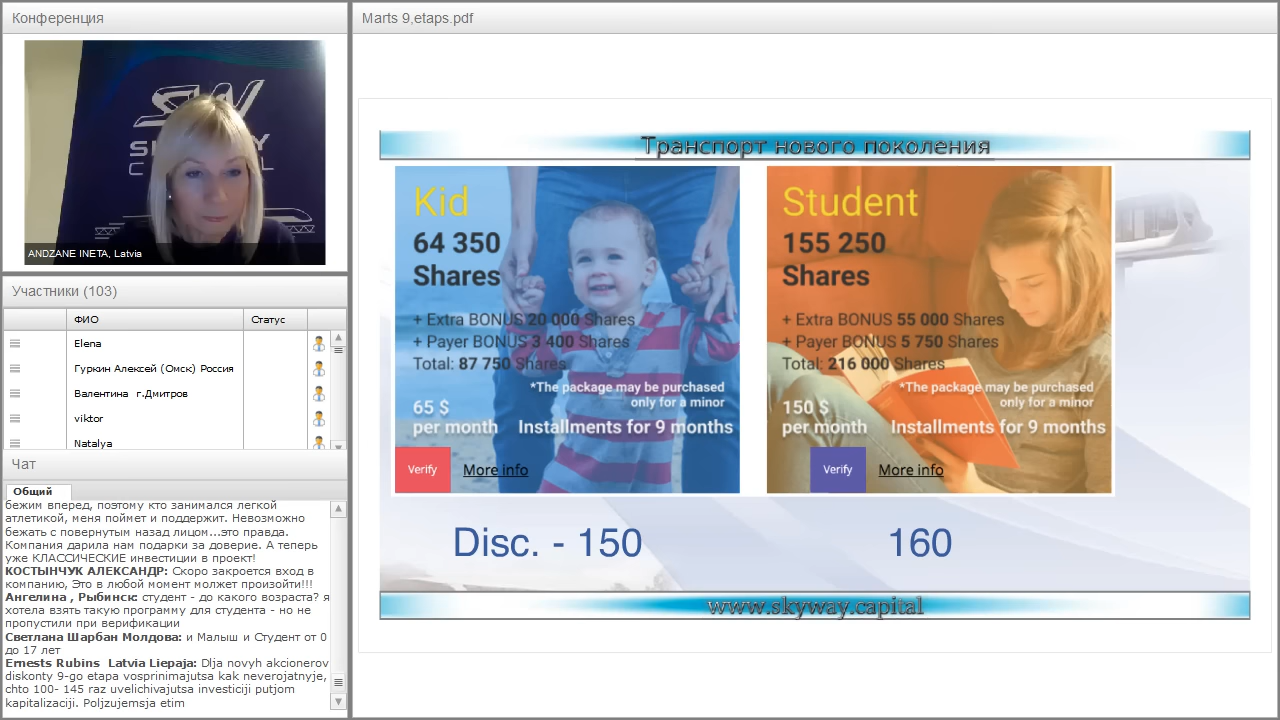 Конференция
SW
CAPITAL
ANDZANE INETA, Latvia
Участники (103)
ФИО
Статус
Elena
Гуркин Алексей (Омск) Россия
Валентина г.Дмитров
viktor
Natalya
Чат
Общий
бежим вперед, поэтому кто занимался легкой
атлетикой, меня поймет и поддержит. Невозможно
бежать с повернутым назад лицом...это правда.
Компания дарила нам подарки за доверие. А теперь
уже КЛАССИЧЕСКИЕ инвестиции в проект!
КОСТЫНЧУК АЛЕКСАНДР: Скоро закроется вход в
компанию, Это в любой момент молжет произойти!!!
Ангелина , Рыбинск: студент - до какого возраста? я
хотела взять такую программу для студента - но не
пропустили при верификации
Светлана Шарбан Молдова: и Малыш и Студент от 0
до 17 лет
Ernests Rubins Latvia Liepaja: Dlja novyh akcionerov
diskonty 9-go etapa vosprinimajutsa kak neverojatnyje,
chto 100- 145 raz uvelichivajutsa investiciji putjom
kapitalizaciji. Poljzujemsja etim
Marts 9,etaps.pdf
Транспорт нового поколения
Kid
64 350
Shares
+ Extra BONUS 20 000 Shares
+ Payer BONUS 3 400 Shares
Total: 87 750 Shares
*The package may be purchased
only for a minor
65 $
per month
Installments for 9 months
Verify
More info
Student
155 250
Shares
+ Extra BONUS 55 000 Shares
+ Payer BONUS 5 750 Shares
Total: 216 000 Shares
*The package may be purchased
only for a minor
150 $
per month
Installments for 9 months
Verify
More info
Disc. - 150
160
www.skyway.capital